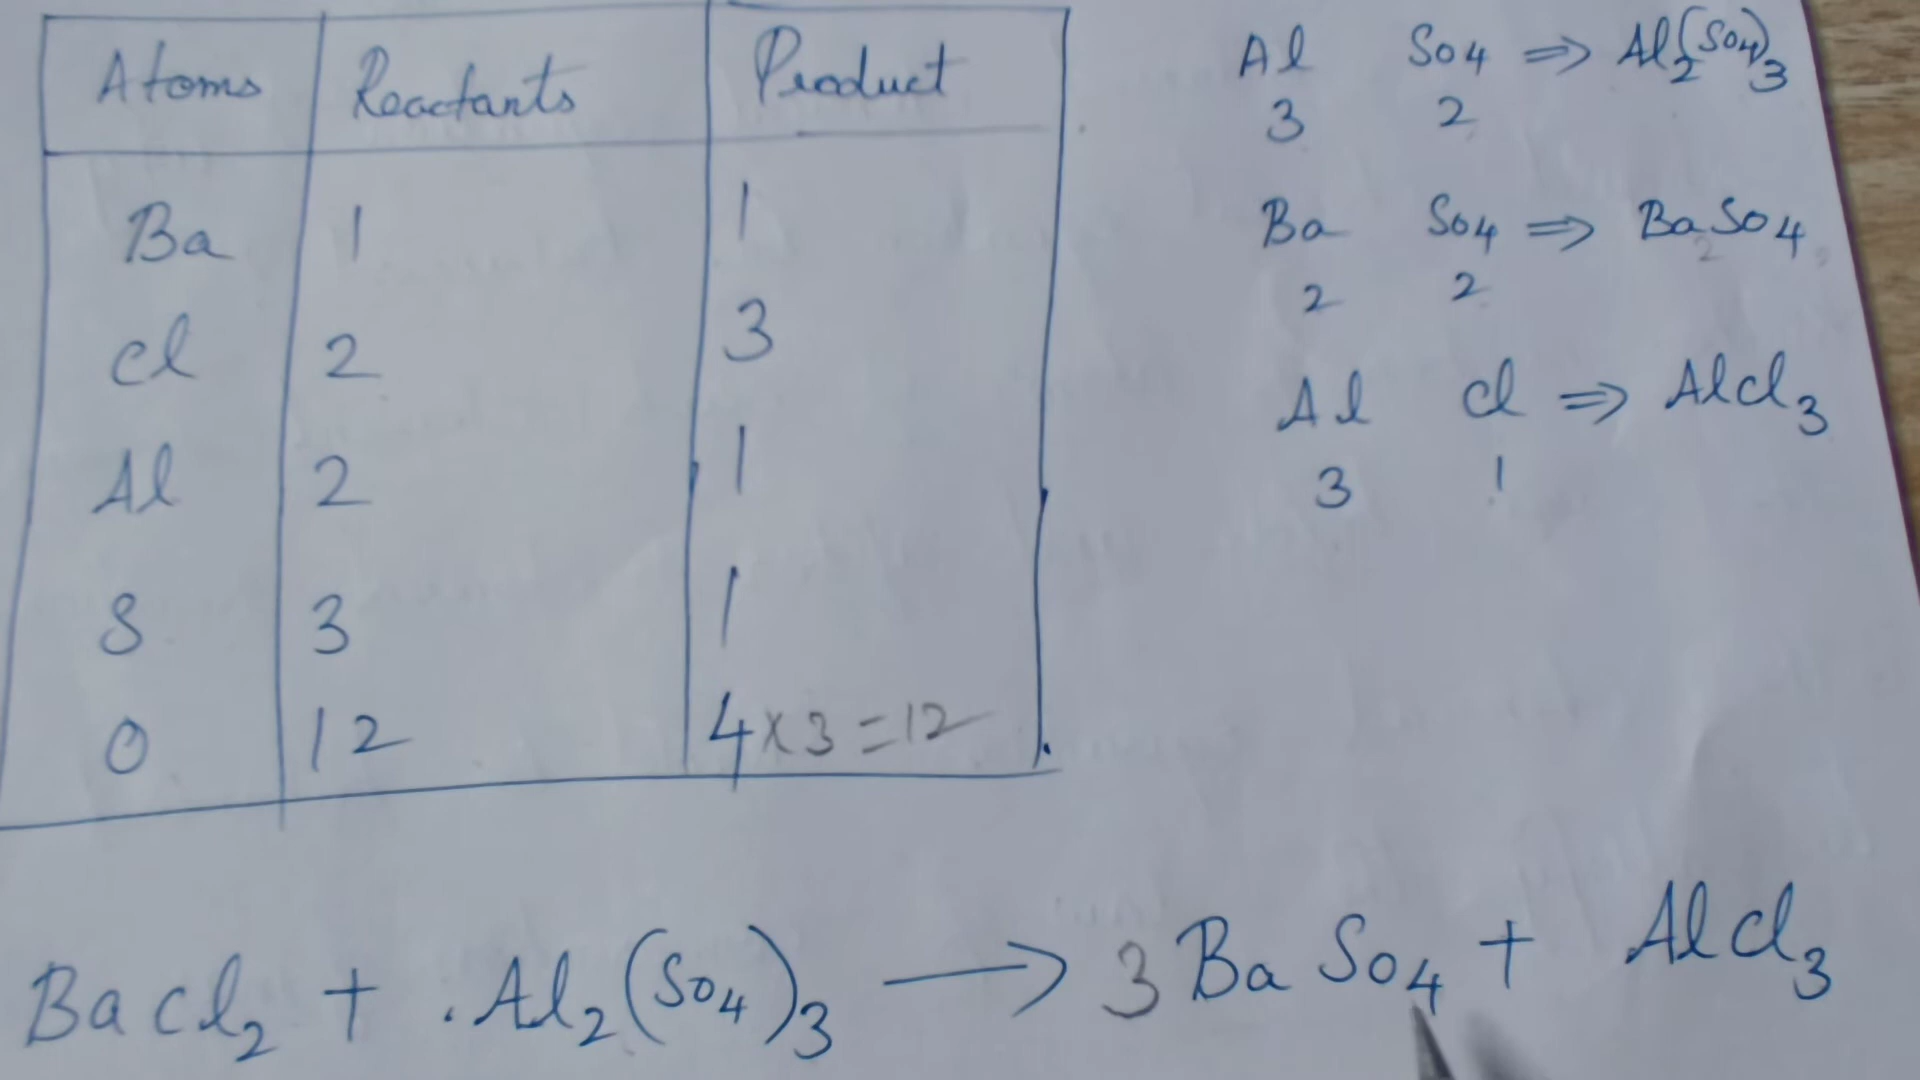 Atoms Reactants Product
Ba 1 1
Cl 2 3
Al 2 1
S 3 1
O 12 4 x 3 = 12
Al So4 ⇒ Al2(So4)3
3 2
Ba So4 ⇒ BaSo4
2 2
Al Cl ⇒ AlCl3
3 1
BaCl2 + .Al2(So4)3 → 3BaSo4 + AlCl3